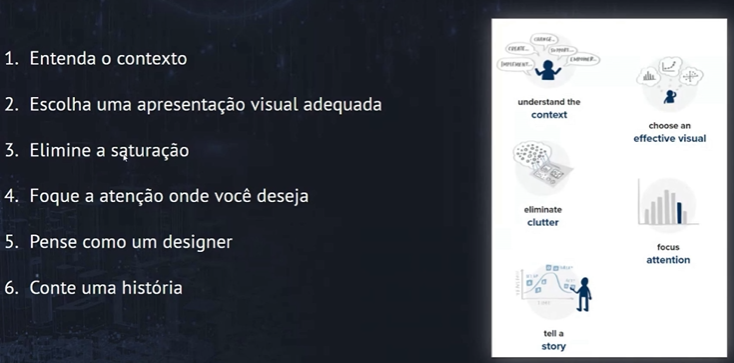 1. Entenda o contexto
2. Escolha uma apresentação visual adequada
3. Elimine a saturação
4. Foque a atenção onde você deseja
5. Pense como um designer
6. Conte uma história
understand the
context
choose an
effective visual
eliminate
clutter
focus
attention
tell a
story